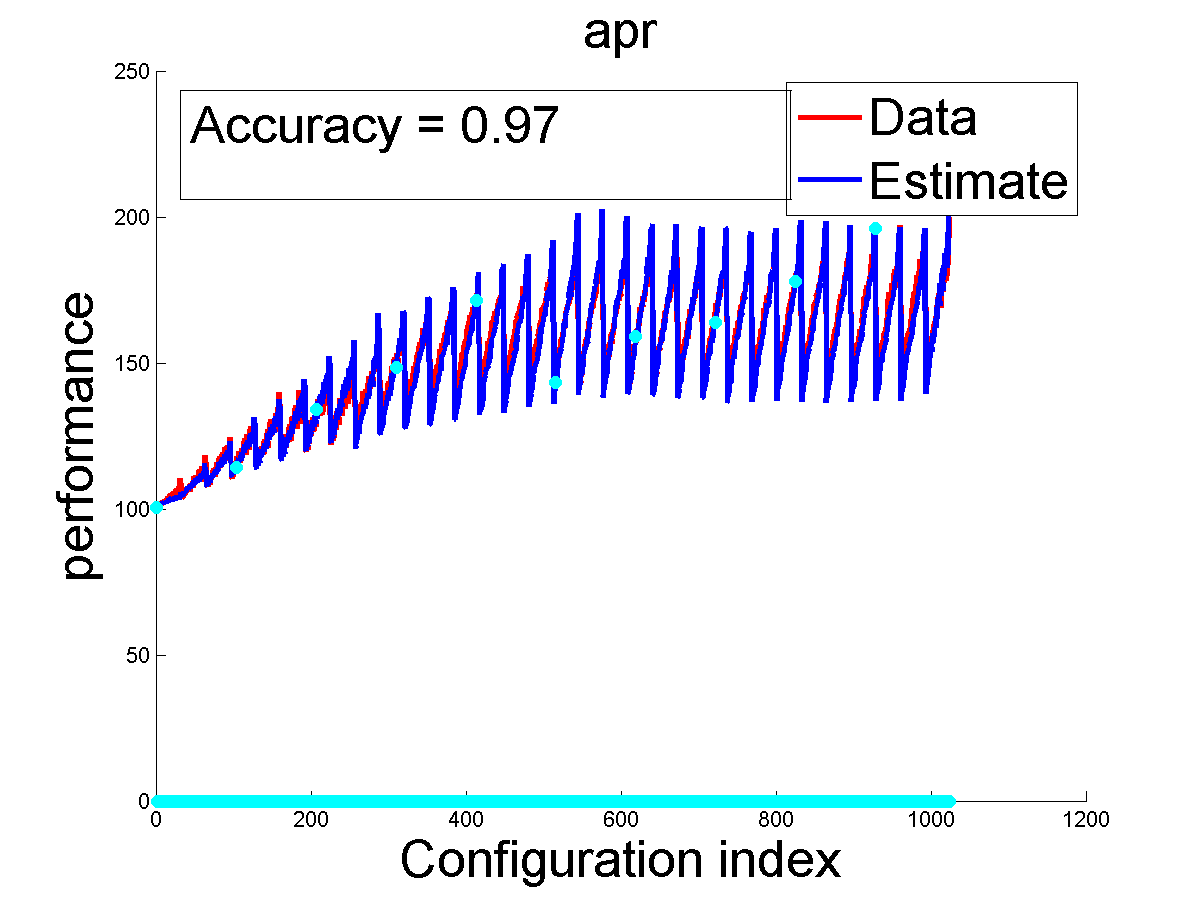 apr
250
Accuracy = 0.97
Data
Estimate
200
150
100
50
0
performance
0 200 400 600 800 1000 1200
Configuration index